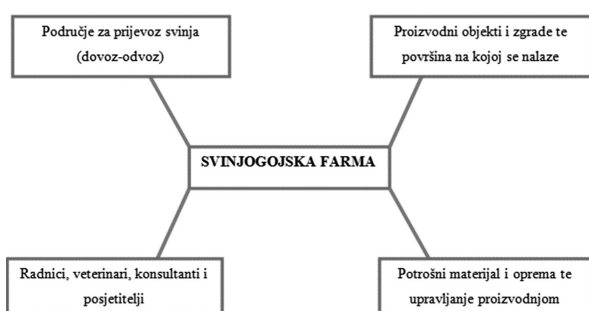 Područje za prijevoz svinja
(dovoz-odvoz)
Proizvodni objekti i zgrade te
površina na kojoj se nalaze
SVINJOGOJSKA FARMA
Radnici, veterinari, konsultanti i
posjetitelji
Potrošni materijal i oprema te
upravljanje proizvodnjom